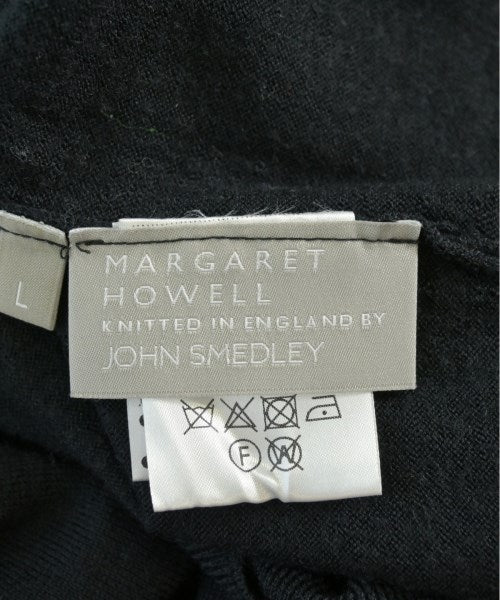 L
MARGARET
HOWELL
KNITTED IN ENGLAND BY
JOHN SMEDLEY
F W